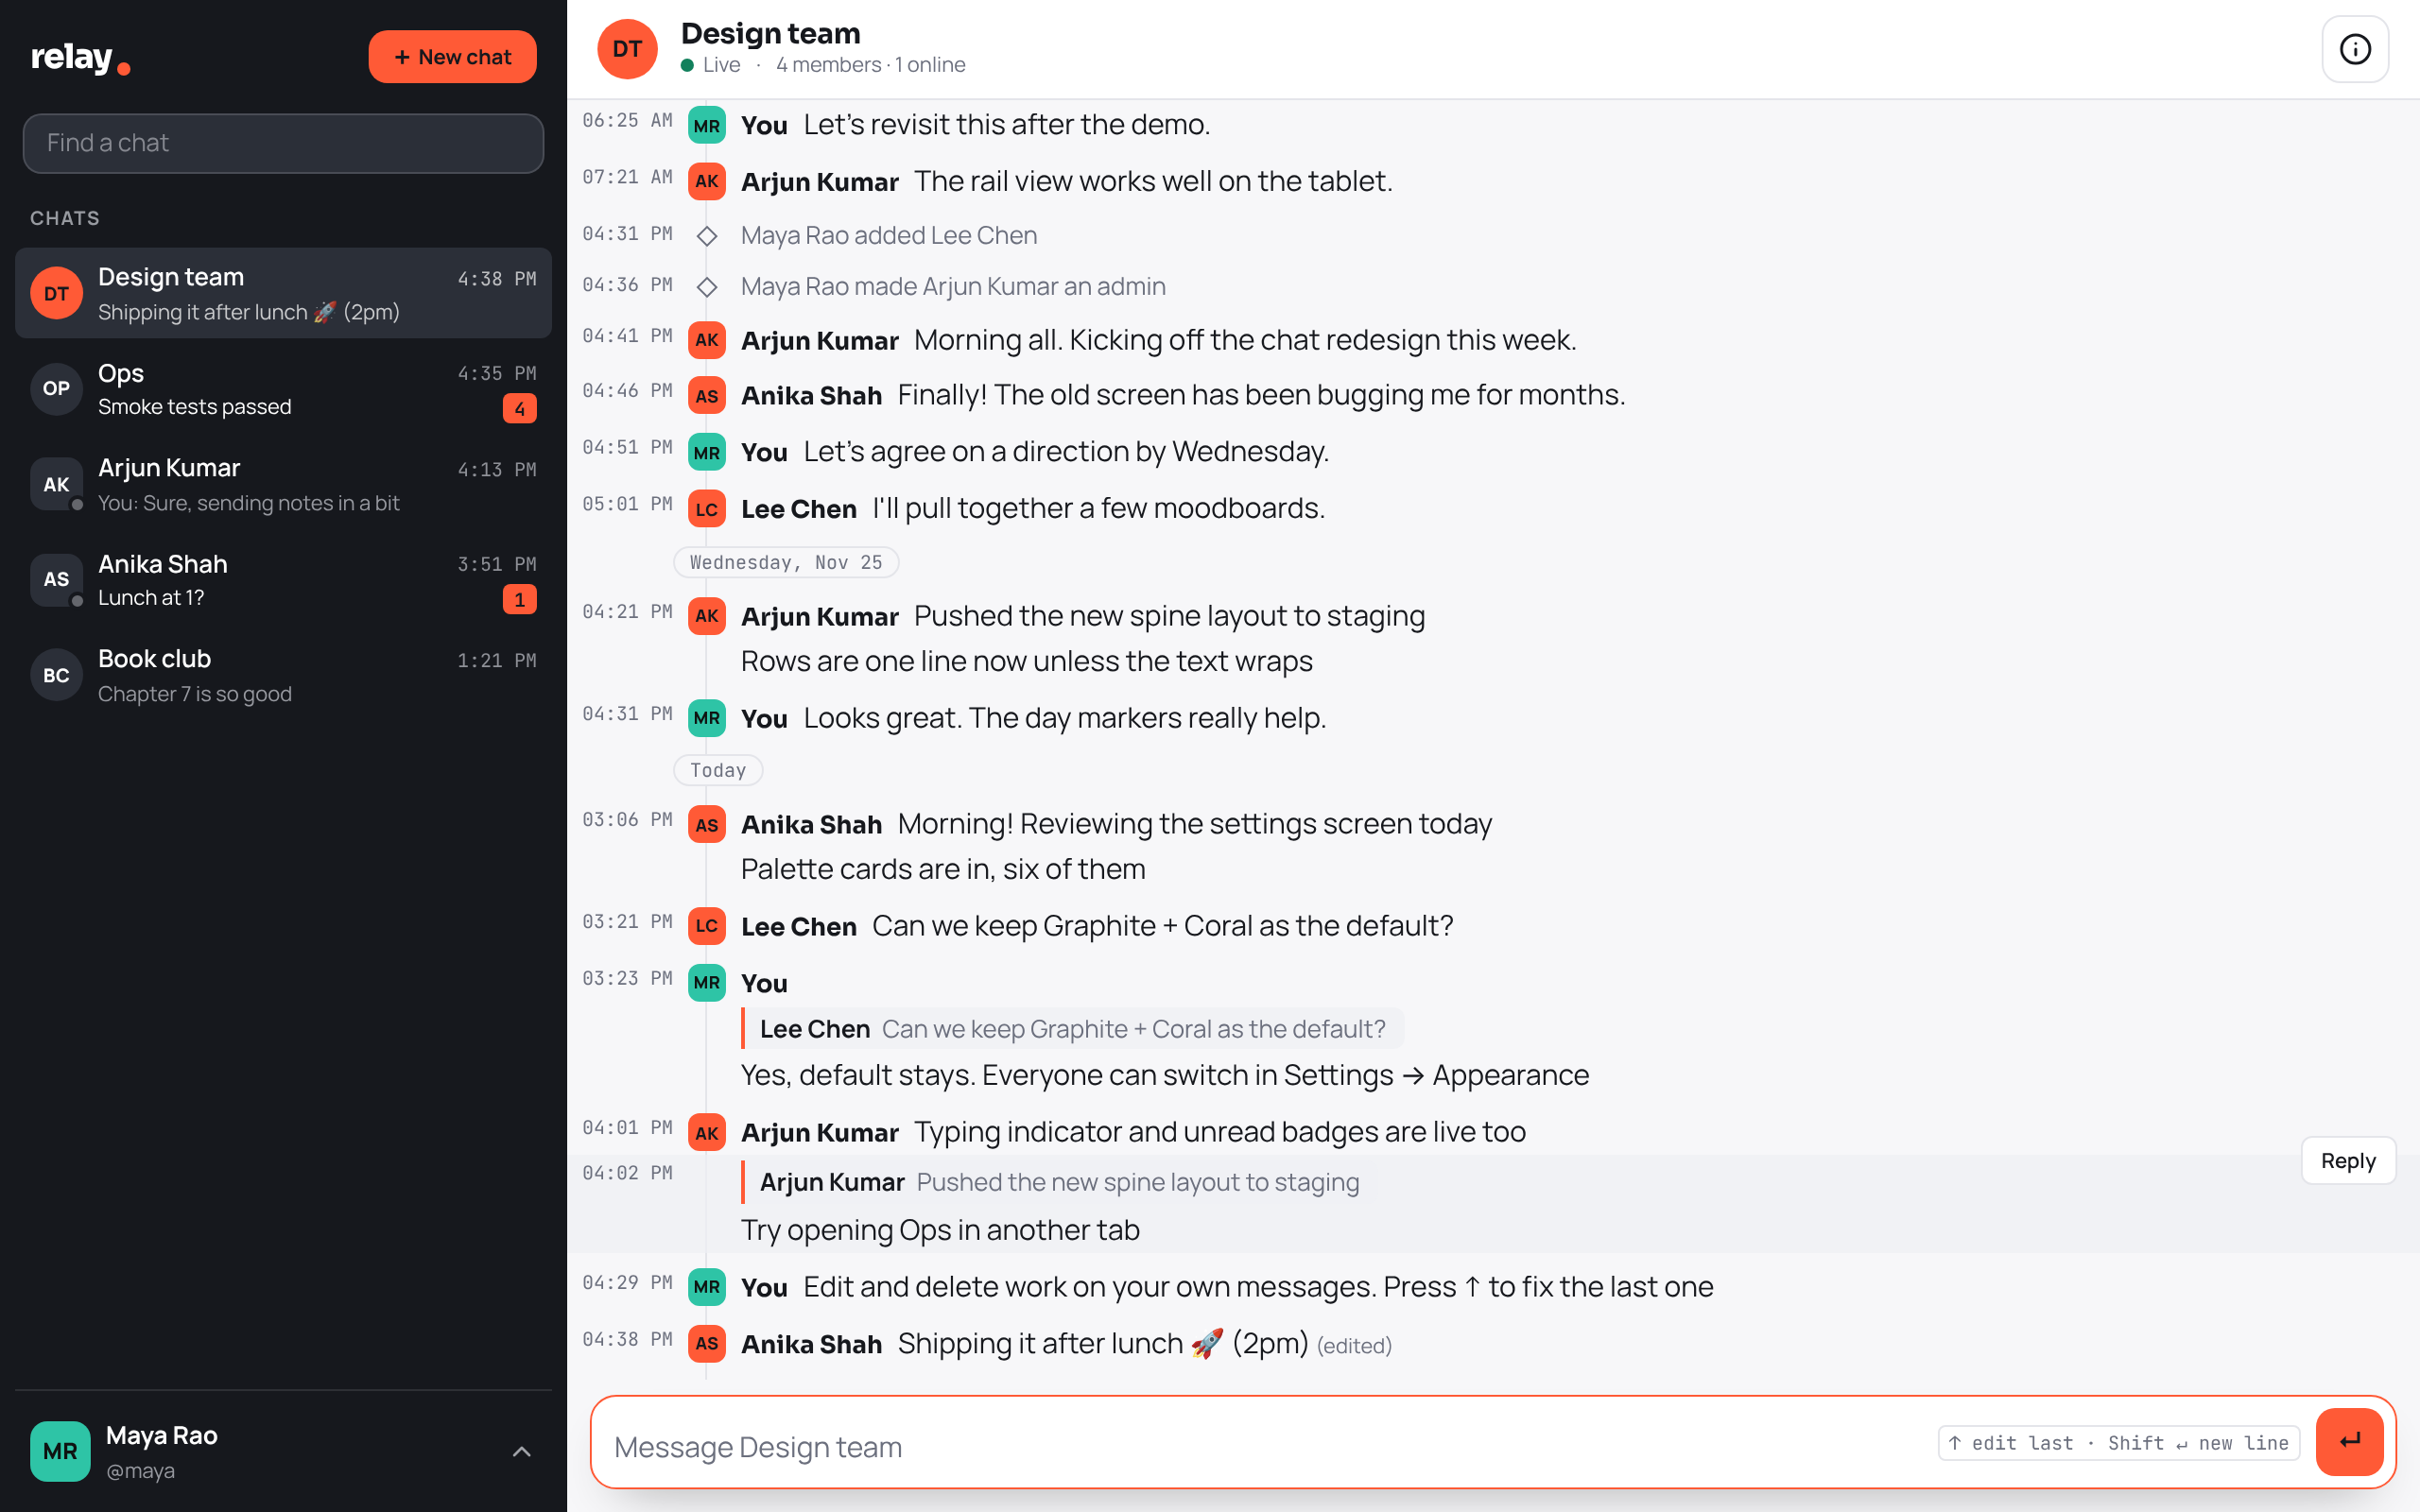 relay.
+ New chat
Find a chat
CHATS
DT
Design team
4:38 PM
Shipping it after lunch 🚀 (2pm)
OP
Ops
4:35 PM
Smoke tests passed
4
AK
Arjun Kumar
4:13 PM
You: Sure, sending notes in a bit
AS
Anika Shah
3:51 PM
Lunch at 1?
1
BC
Book club
1:21 PM
Chapter 7 is so good
MR
Maya Rao
@maya
DT
Design team
Live · 4 members · 1 online
06:25 AM MR You Let's revisit this after the demo.
07:21 AM AK Arjun Kumar The rail view works well on the tablet.
04:31 PM ◇ Maya Rao added Lee Chen
04:36 PM ◇ Maya Rao made Arjun Kumar an admin
04:41 PM AK Arjun Kumar Morning all. Kicking off the chat redesign this week.
04:46 PM AS Anika Shah Finally! The old screen has been bugging me for months.
04:51 PM MR You Let's agree on a direction by Wednesday.
05:01 PM LC Lee Chen I'll pull together a few moodboards.
Wednesday, Nov 25
04:21 PM AK Arjun Kumar Pushed the new spine layout to staging
Rows are one line now unless the text wraps
04:31 PM MR You Looks great. The day markers really help.
Today
03:06 PM AS Anika Shah Morning! Reviewing the settings screen today
Palette cards are in, six of them
03:21 PM LC Lee Chen Can we keep Graphite + Coral as the default?
03:23 PM MR You
Lee Chen Can we keep Graphite + Coral as the default?
Yes, default stays. Everyone can switch in Settings → Appearance
04:01 PM AK Arjun Kumar Typing indicator and unread badges are live too
Reply
04:02 PM Arjun Kumar Pushed the new spine layout to staging
Try opening Ops in another tab
04:29 PM MR You Edit and delete work on your own messages. Press ↑ to fix the last one
04:38 PM AS Anika Shah Shipping it after lunch 🚀 (2pm) (edited)
Message Design team
↑ edit last · Shift ↵ new line